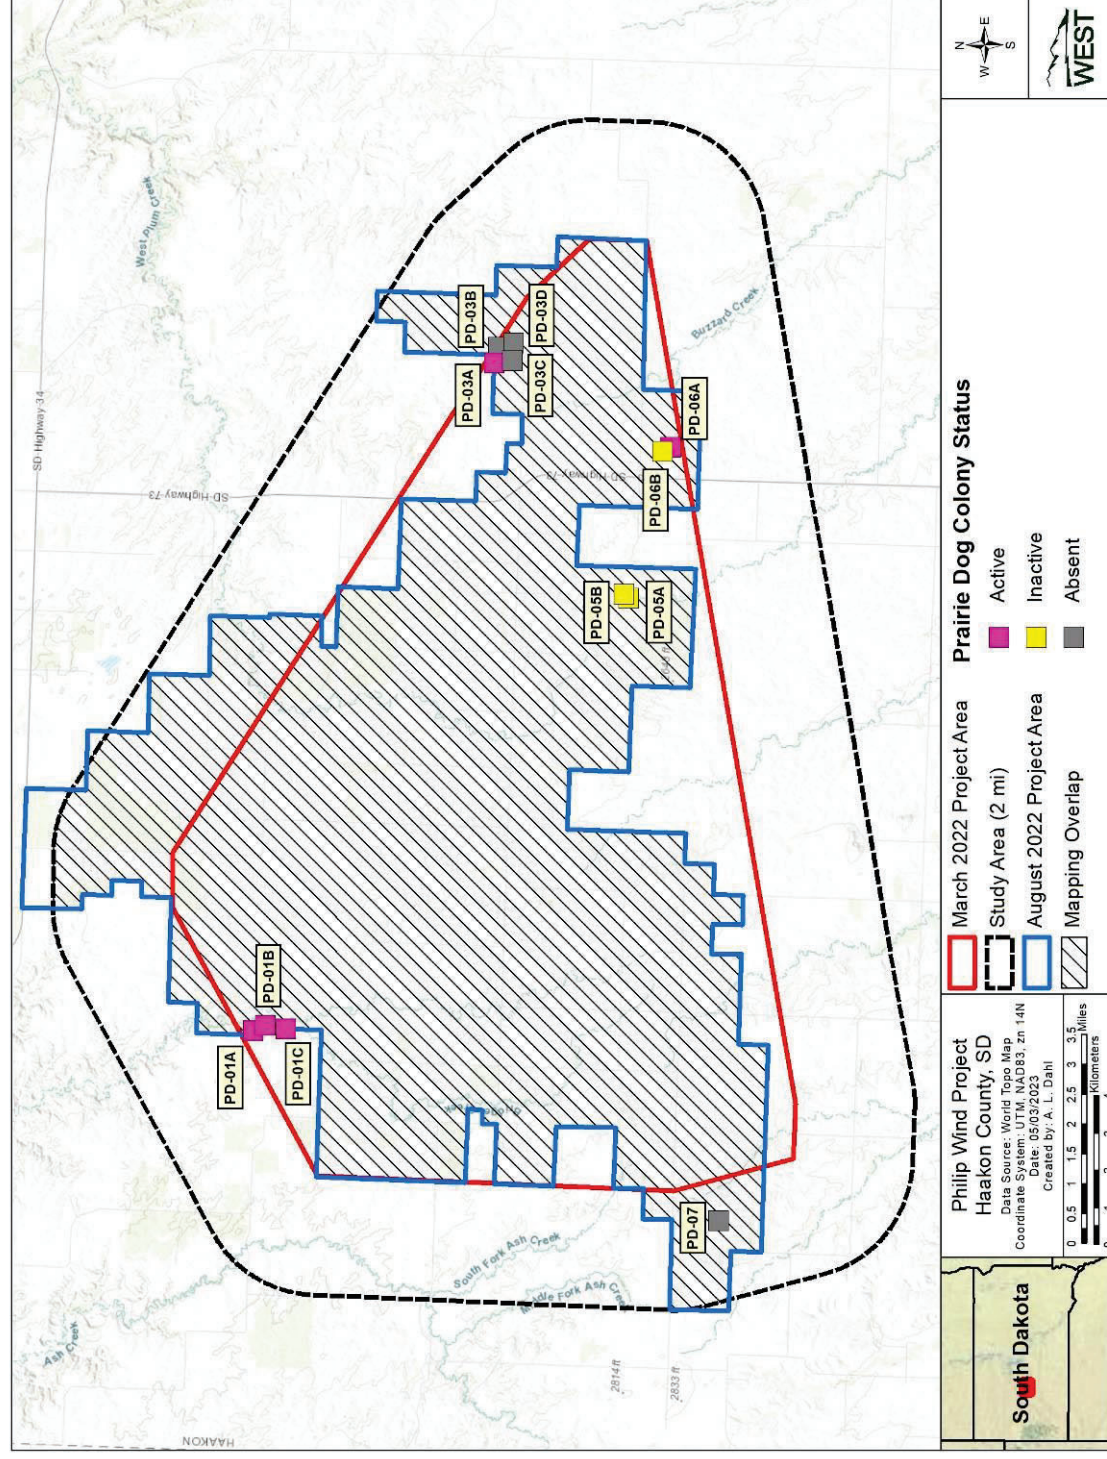 SD Highway 34
West Plum Creek
SD Highway 73
PD-03B
PD-03D
PD-03A
PD-03C
Buzzard Creek
PD-06A
SD Highway 73
PD-06B
PD-05B
PD-05A
PD-01B
PD-01A
PD-01C
South Fork Ash Creek
PD-07
Ash Creek
2814 ft
2833 ft
HAAKON
South Dakota
Philip Wind Project
Haakon County, SD
Data Source: World Topo Map
Coordinate System: UTM, NAD83, zn 14N
Date: 05/03/2023
Created by: A. L. Dahl
0 0.5 1 1.5 2 2.5 3 3.5
Miles
Kilometers
March 2022 Project Area
Study Area (2 mi)
August 2022 Project Area
Mapping Overlap
Prairie Dog Colony Status
Active
Inactive
Absent
N
W
E
S
WEST